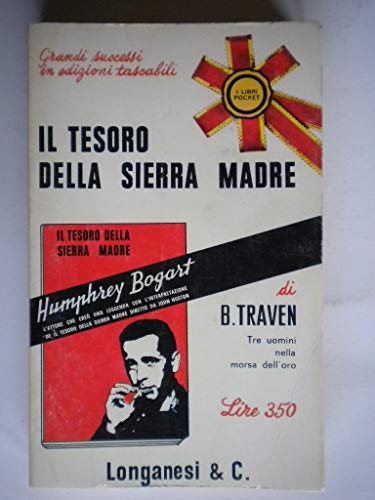 Grandi successi
in edizioni tascabili
I LIBRI
POCKET
IL TESORO
DELLA SIERRA MADRE
IL TESORO DELLA
SIERRA MADRE
Humphrey Bogart
L'ATTORE CHE CREÒ UNA LEGGENDA CON L'INTERPRETAZIONE
DE IL TESORO DELLA SIERRA MADRE DIRETTO DA JOHN HUSTON
di
B. TRAVEN
Tre uomini
nella
morsa dell'oro
Lire 350
Longanesi & C.